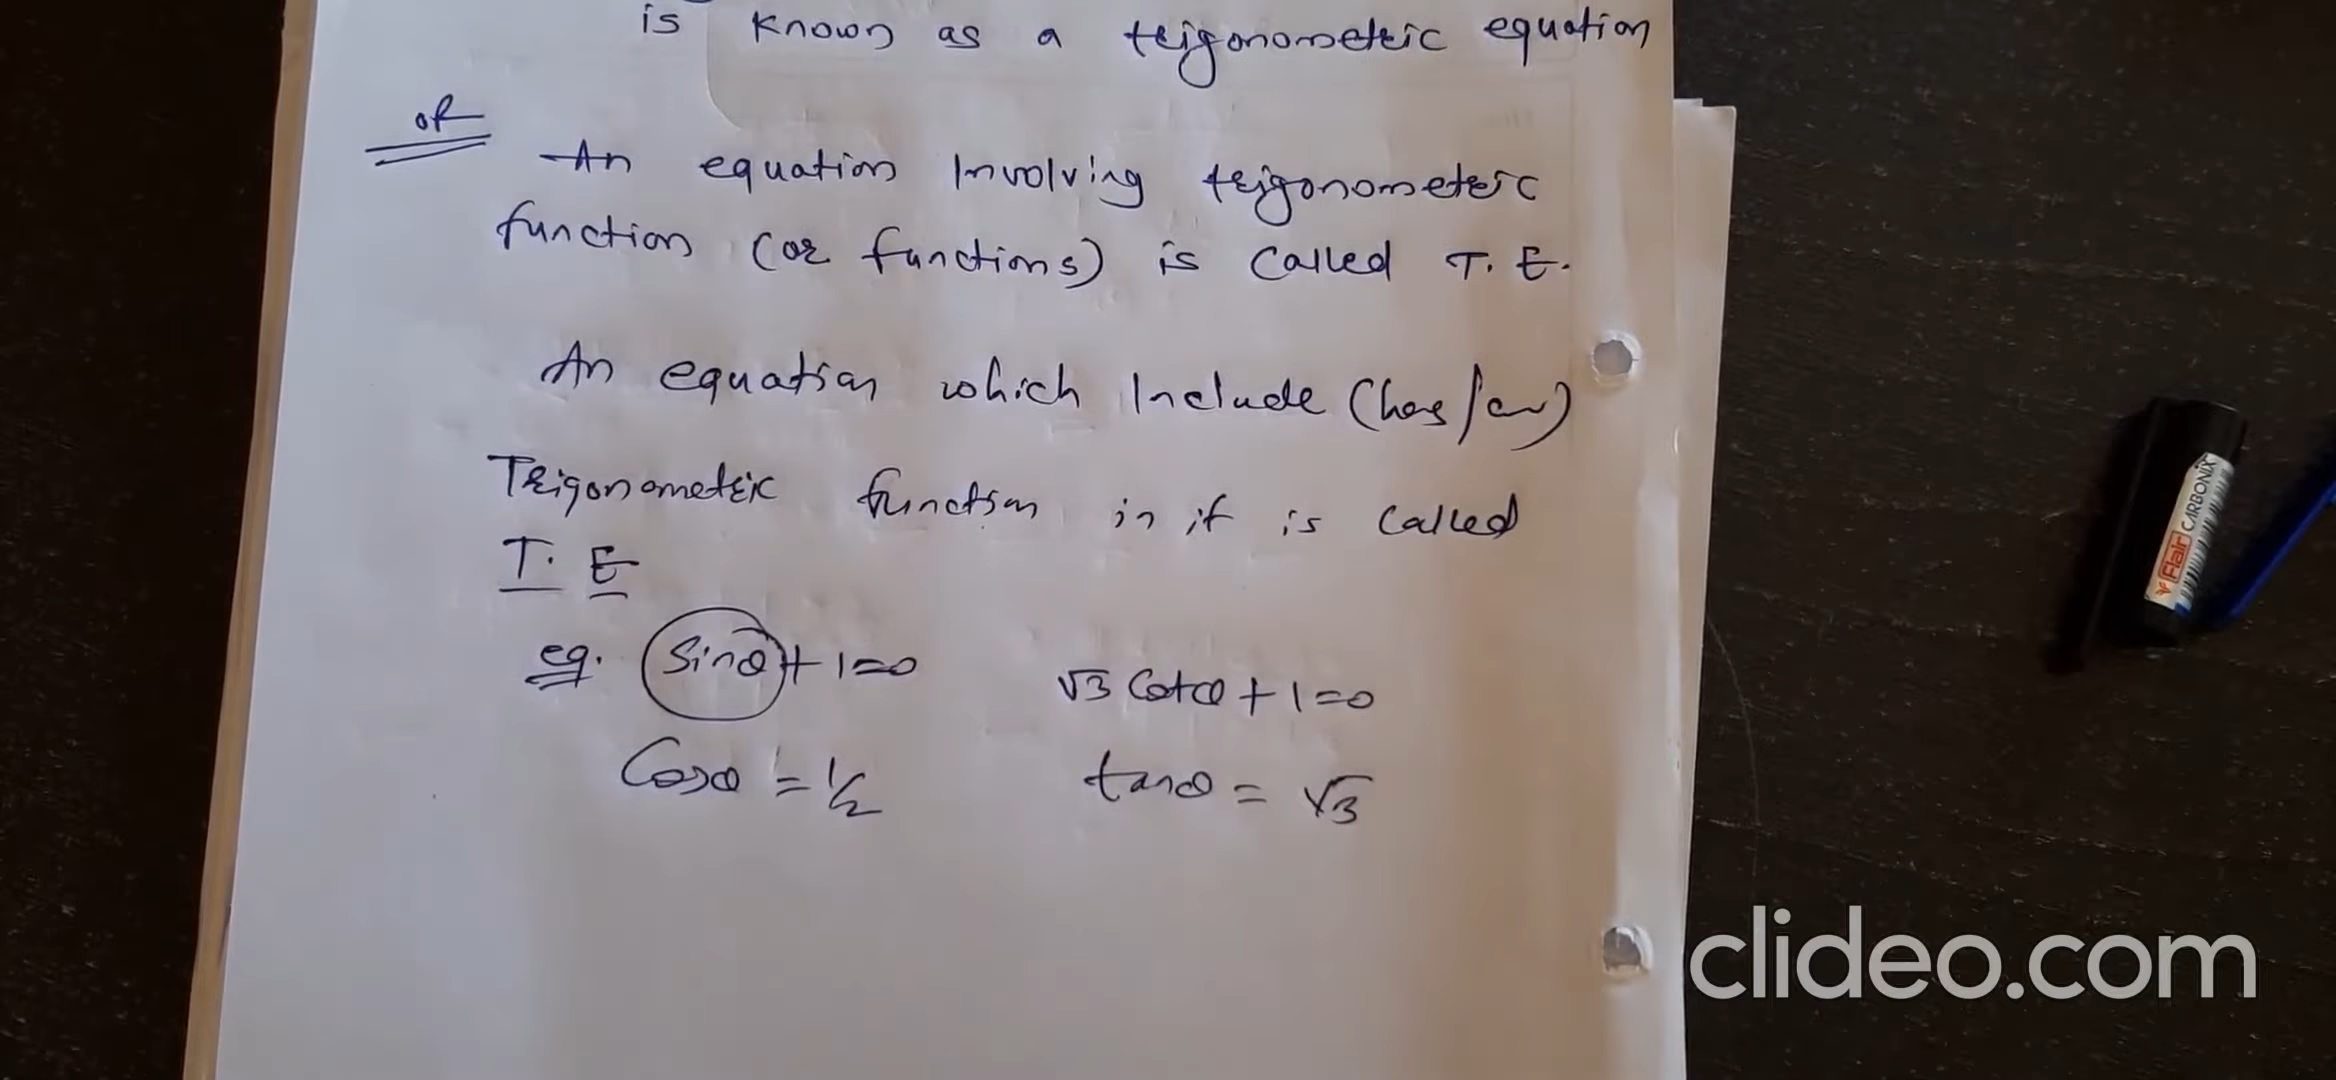 is known as a trigonometric equation
or
An equation Involving trigonometric
function (or functions) is called T. E.
An equation which Include (has/an)
Trigonometric function in it is called
T. E
eg. sinθ + 1=0
√3 Cotθ + 1=0
Cosθ = 1/2
tanθ = √3
Flair CARBONIX
clideo.com